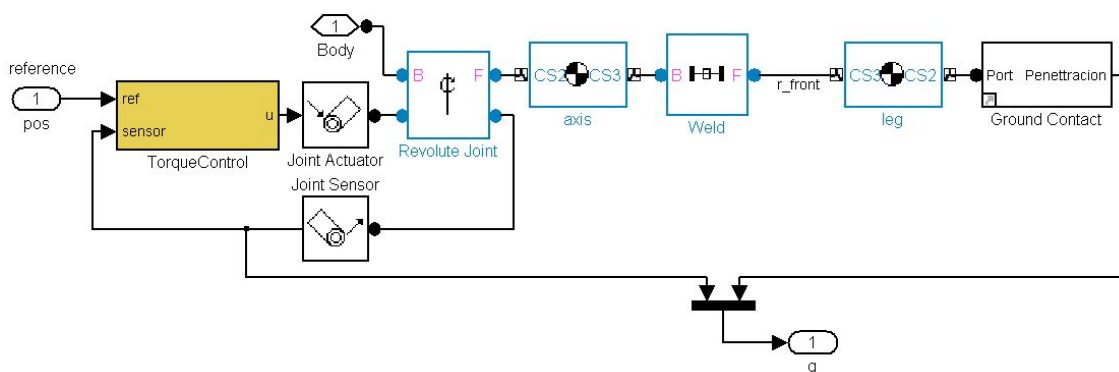 1
Body
reference
1
pos
ref
sensor
u
TorqueControl
Joint Actuator
B
F
Revolute Joint
CS2
CS3
axis
B
F
Weld
r_front
CS3
CS2
leg
Port
Penettracion
Ground Contact
Joint Sensor
1
q